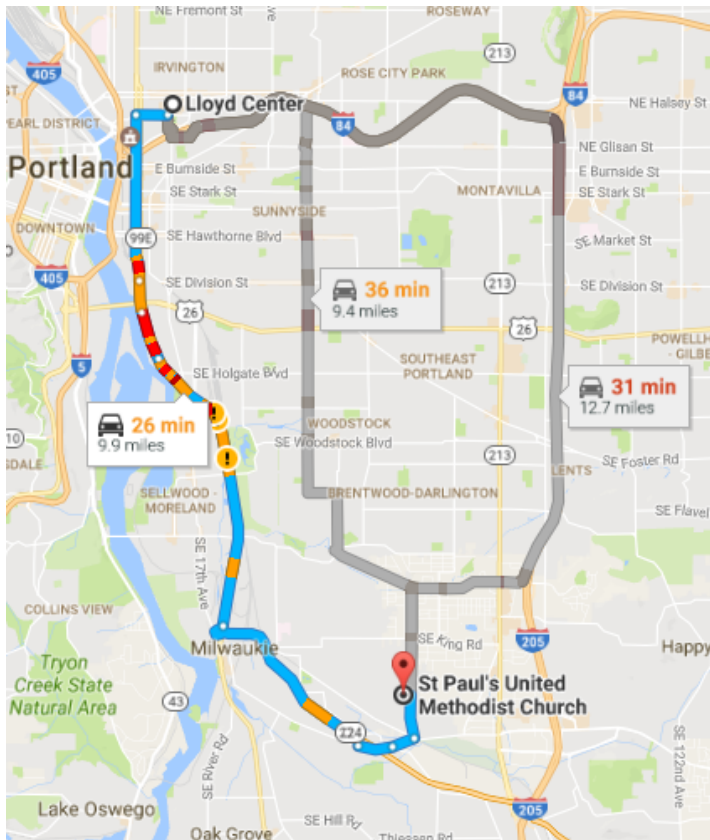 NE Fremont St
ROSEWAY
213
405
IRVINGTON
ROSE CITY PARK
84
Lloyd Center
NE Halsey St
PEARL DISTRICT
84
NE Glisan St
Portland
E Burnside St
E Burnside St
SE Stark St
MONTAVILLA
SE Stark St
SUNNYSIDE
DOWNTOWN
99E
SE Hawthorne Blvd
SE Market St
405
SE Division St
213
SE Division St
36 min
9.4 miles
26
26
POWELLH
GILBE
SOUTHEAST
PORTLAND
5
SE Holgate Blvd
31 min
12.7 miles
26 min
9.9 miles
WOODSTOCK
10
SE Woodstock Blvd
213
SE Foster Rd
SDALE
LENTS
SELLWOOD -
MORELAND
BRENTWOOD-DARLINGTON
SE Flavel
SE 17th Ave
COLLINS VIEW
205
Milwaukie
SE King Rd
Happy
Tryon
Creek State
Natural Area
St Paul's United
Methodist Church
43
224
SE River Rd
SE 122nd Ave
Lake Oswego
205
SE Hill Rd
Oak Grove
Thiessen Rd